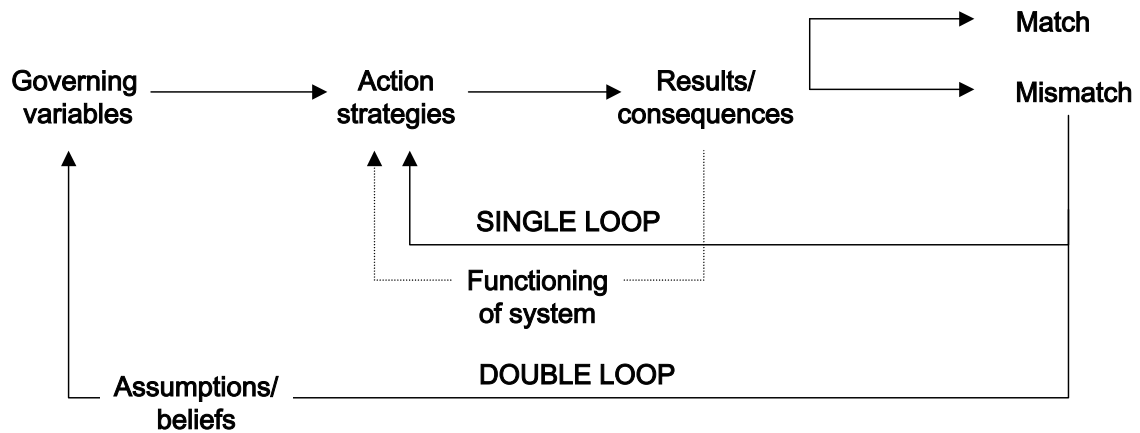 Match
Governing
variables
Action
strategies
Results/
consequences
Mismatch
SINGLE LOOP
Functioning
of system
DOUBLE LOOP
Assumptions/
beliefs